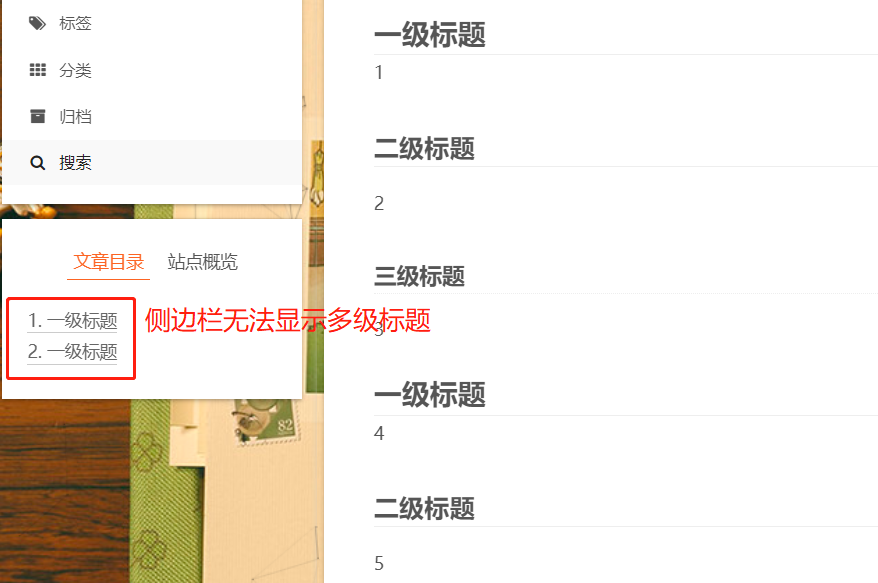 标签
分类
归档
搜索
文章目录 站点概览
1. 一级标题
2. 一级标题
侧边栏无法显示多级标题
82
一级标题
1
二级标题
2
三级标题
3
一级标题
4
二级标题
5